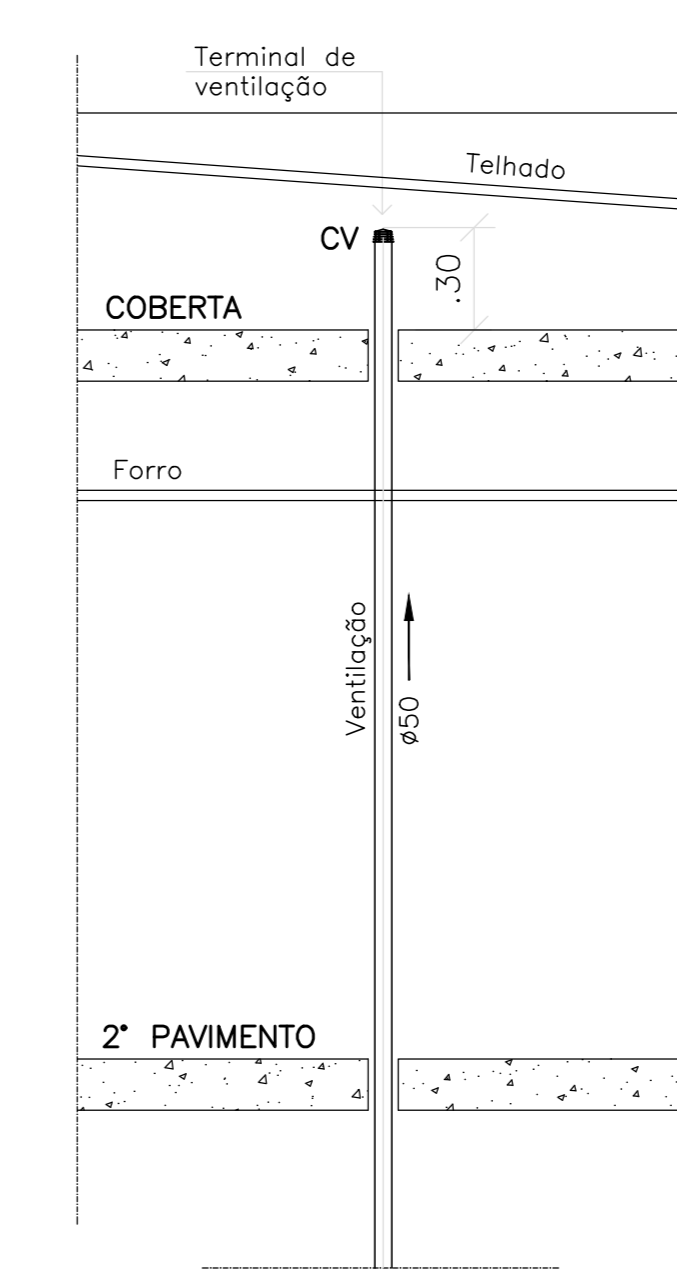 Terminal de
ventilação
Telhado
CV
.30
COBERTA
Forro
Ventilação
ø50
2° PAVIMENTO